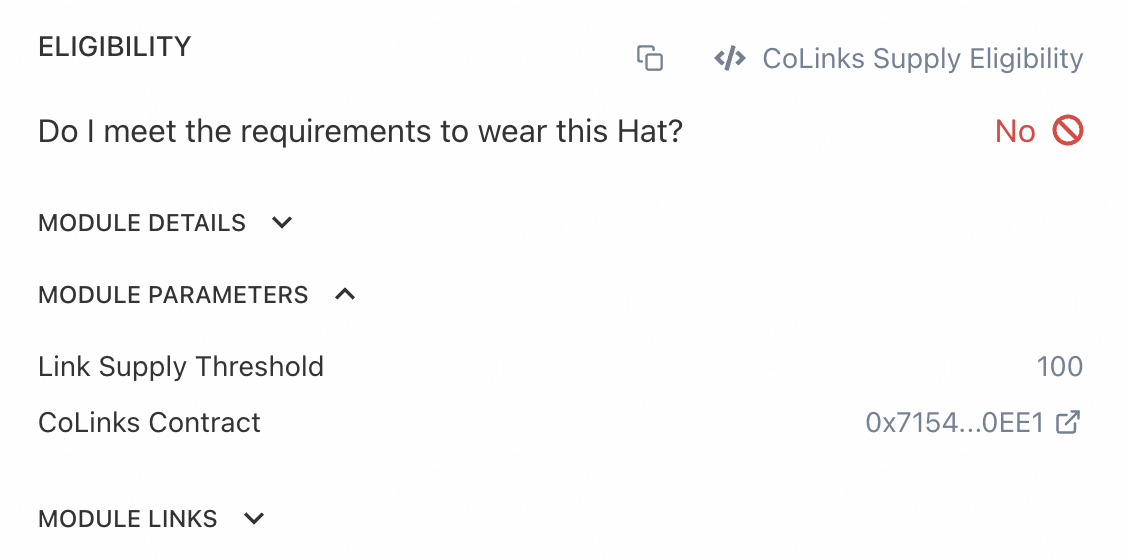 ELIGIBILITY
CoLinks Supply Eligibility
Do I meet the requirements to wear this Hat?
No
MODULE DETAILS
MODULE PARAMETERS
Link Supply Threshold
100
CoLinks Contract
0x7154...0EE1
MODULE LINKS